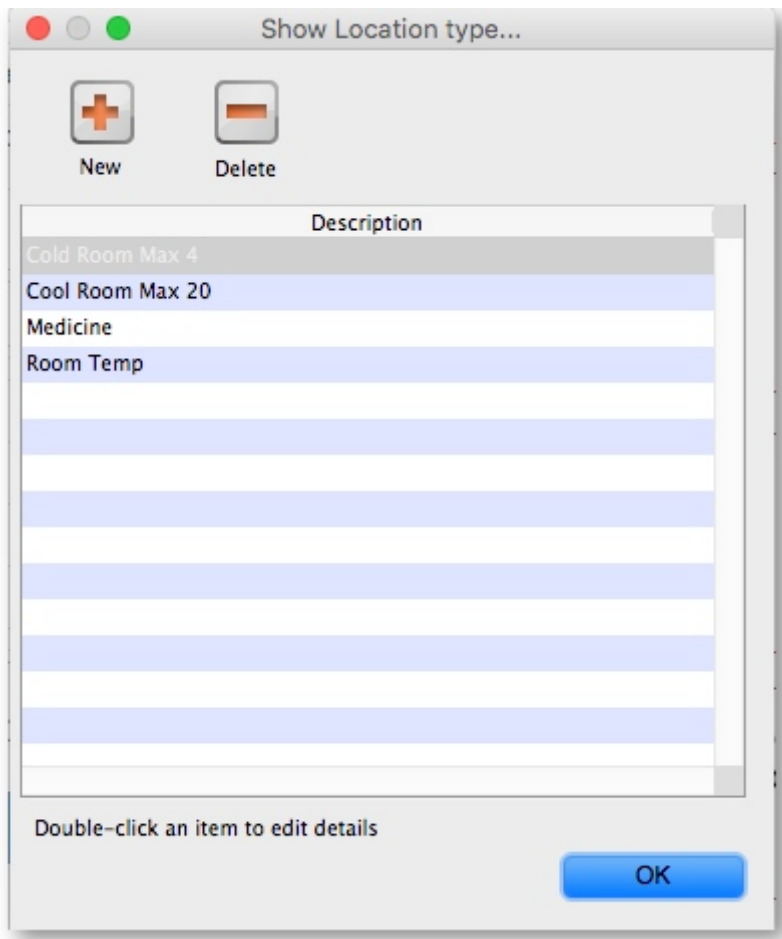 Show Location type...
New
Delete
Description
Cold Room Max 4
Cool Room Max 20
Medicine
Room Temp
Double-click an item to edit details
OK